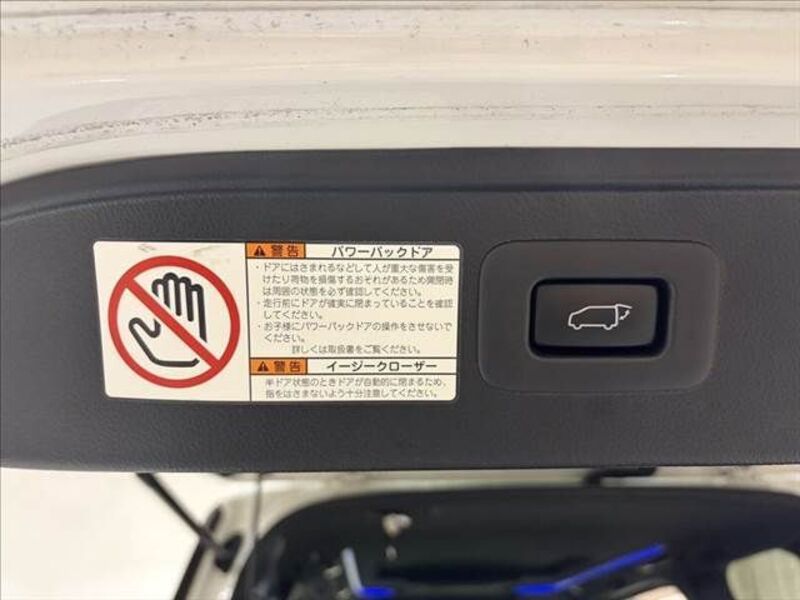 警告 パワーバックドア
・ドアにはさまれるなどして人が重大な傷害を受
けたり荷物を損傷するおそれがあるため開閉時
は周囲の状態を必ず確認してください。
・走行前にドアが確実に閉まっていることを確認
してください。
・お子様にパワーバックドアの操作をさせないで
ください。
詳しくは取扱書をご覧ください。
警告 イージークローザー
半ドア状態のときドアが自動的に閉まるため、
指をはさまないよう十分注意してください。